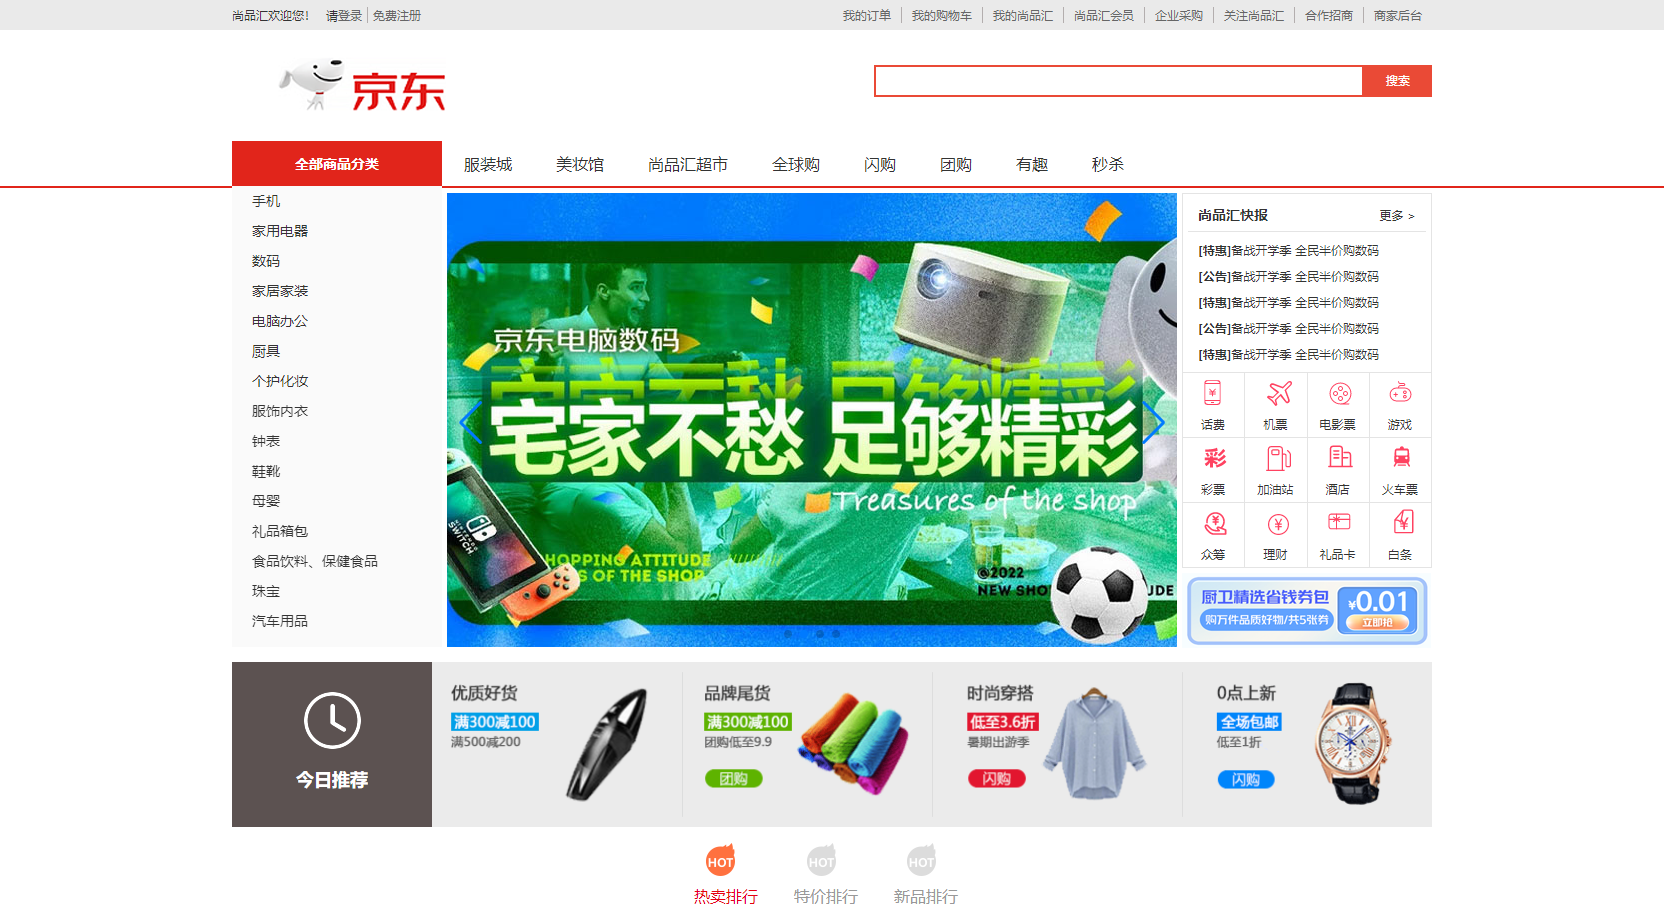 尚品汇欢迎您! 请登录 免费注册
我的订单 我的购物车 我的尚品汇 尚品汇会员 企业采购 关注尚品汇 合作招商 商家后台
京东
搜索
全部商品分类 服装城 美妆馆 尚品汇超市 全球购 闪购 团购 有趣 秒杀
手机
家用电器
数码
家居家装
电脑办公
厨具
个护化妆
服饰内衣
钟表
鞋靴
母婴
礼品箱包
食品饮料、保健食品
珠宝
汽车用品
京东电脑数码
宅家不愁 足够精彩
Treasures of the shop
HOPPING ATTITUDE
S OF THE SHOP
@2022
NEW SHO
UDE
NINTENDO
SWITCH
尚品汇快报 更多 >
[特惠]备战开学季 全民半价购数码
[公告]备战开学季 全民半价购数码
[特惠]备战开学季 全民半价购数码
[公告]备战开学季 全民半价购数码
[特惠]备战开学季 全民半价购数码
话费 机票 电影票 游戏
彩
彩票 加油站 酒店 火车票
众筹 理财 礼品卡 白条
厨卫精选省钱券包
购万件品质好物/共5张券
¥0.01
立即抢
今日推荐
优质好货
满300减100
满500减200
品牌尾货
满300减100
团购低至9.9
团购
时尚穿搭
低至3.6折
暑期出游季
闪购
0点上新
全场包邮
低至1折
闪购
HOT HOT HOT
热卖排行 特价排行 新品排行